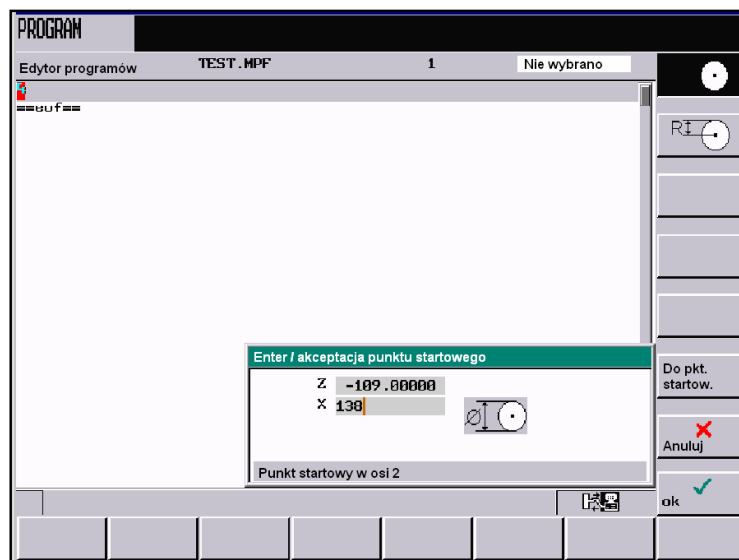 PROGRAM
Edytor programów TEST.MPF 1 Nie wybrano
==eof==
R
Enter / akceptacja punktu startowego
Z -109.00000
X 138
Ø
Punkt startowy w osi 2
Do pkt.
startow.
Anuluj
ok